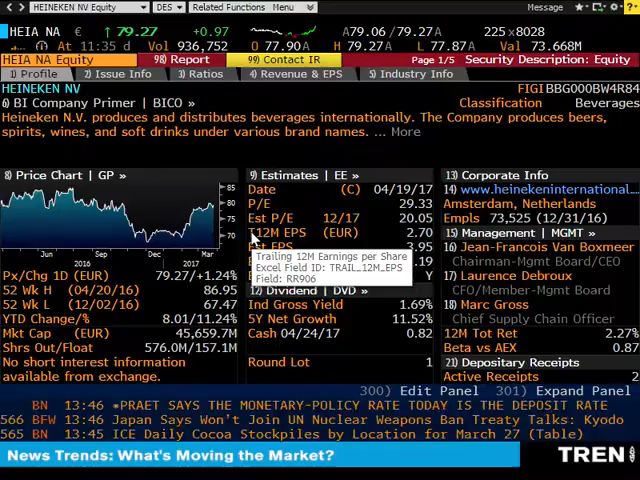 HEINEKEN NV Equity DES Related Functions Menu Message
HEIA NA € ↑ 79.27 +0.97 A79.06 /79.27A 225x8028
At 11:35 d Vol 936,752 O 77.90A H 79.27A L 77.87A Val 73.668M
HEIA NA Equity 98) Report 99) Contact IR Page 1/5 Security Description: Equity
1) Profile 2) Issue Info 3) Ratios 4) Revenue & EPS 5) Industry Info
HEINEKEN NV FIGI BBG000BW4R84
6) BI Company Primer | BICO » Classification Beverages
Heineken N.V. produces and distributes beverages internationally. The Company produces beers,
spirits, wines, and soft drinks under various brand names. ... More
8) Price Chart | GP »
85
80
75
70
Jun Sep Dec Mar
2016 2017
Px/Chg 1D (EUR) 79.27/+1.24%
52 Wk H (04/20/16) 86.95
52 Wk L (12/02/16) 67.47
YTD Change/% 8.01/11.24%
Mkt Cap (EUR) 45,659.7M
Shrs Out/Float 576.0M/157.1M
No short interest information
available from exchange.
9) Estimates | EE »
Date (C) 04/19/17
P/E 29.33
Est P/E 12/17 20.05
T12M EPS (EUR) 2.70
Est EPS 3.95
Y
Trailing 12M Earnings per Share
Excel Field ID: TRAIL_12M_EPS
Field: RR906
12) Dividend | DVD »
Ind Gross Yield 1.69%
5Y Net Growth 11.52%
Cash 04/24/17 0.82
Round Lot 1
13) Corporate Info
14) www.heinekeninternational....
Amsterdam, Netherlands
Empls 73,525 (12/31/16)
15) Management | MGMT »
16) Jean-Francois Van Boxmeer
Chairman-Mgmt Board/CEO
17) Laurence Debroux
CFO/Member-Mgmt Board
18) Marc Gross
Chief Supply Chain Officer
12M Tot Ret 2.27%
Beta vs AEX 0.87
21) Depositary Receipts
Active Receipts 2
300) Edit Panel 301) Expand Panel
BN 13:46 *PRAET SAYS THE MONETARY-POLICY RATE TODAY IS THE DEPOSIT RATE
566 BFW 13:46 Japan Says Won't Join UN Nuclear Weapons Ban Treaty Talks: Kyodo
565 BN 13:45 ICE Daily Cocoa Stockpiles by Location for March 27 (Table)
News Trends: What's Moving the Market? TREN